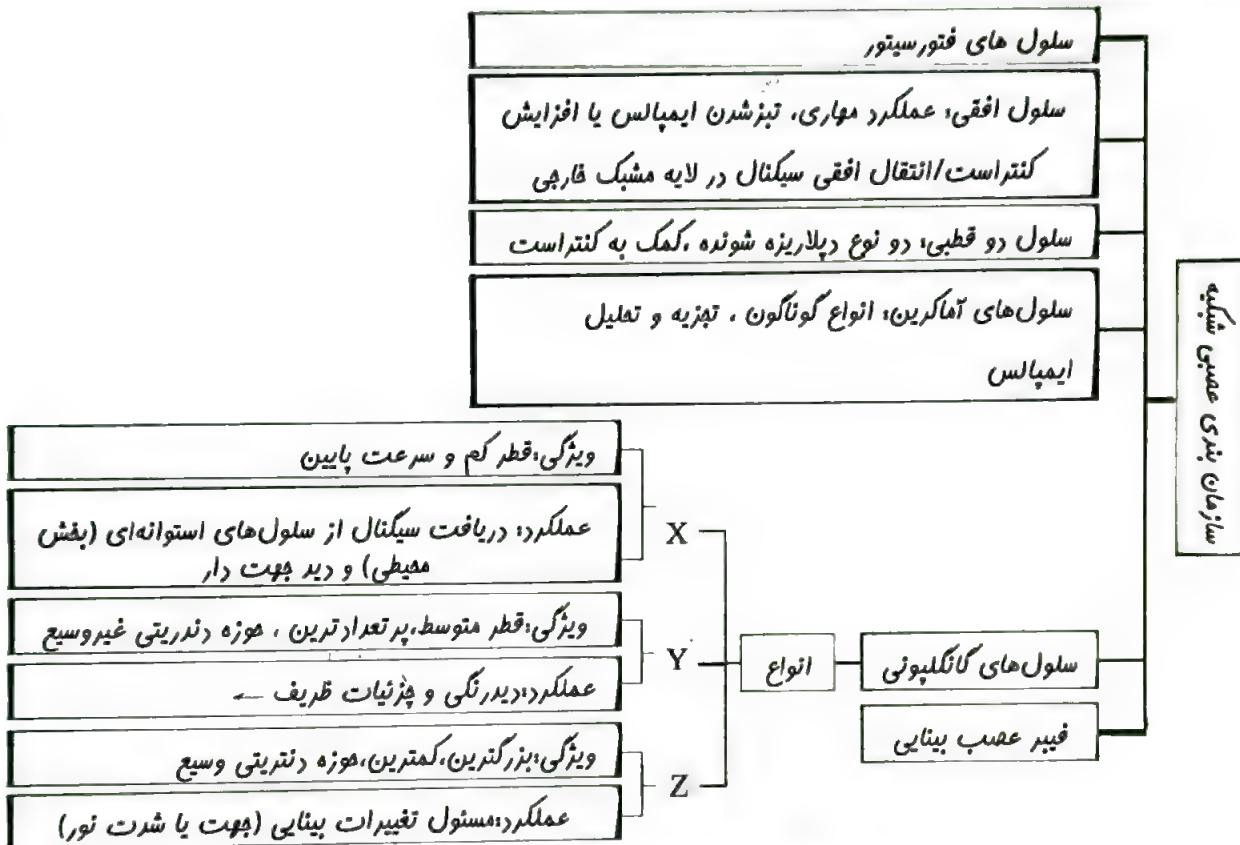 سازمان بندی عصبی شبکیه
سلول های فتورسیتور
سلول افقی: عملکرد مهاری، تیزشدن ایمپالس یا افزایش
کنتراست/انتقال افقی سیگنال در لایه مشبک خارجی
سلول دو قطبی: دو نوع دپلاریزه شونده ،کمک به کنتراست
سلول‌های آماکرین: انواع گوناگون ، تجزیه و تحلیل
ایمپالس
سلول‌های گانگلیونی
انواع
X
ویژگی:قطر کم و سرعت پایین
عملکرد: دریافت سیگنال از سلول‌های استوانه‌ای (بخش
محیطی) و دید جهت دار
Y
ویژگی:قطر متوسط،پر تعدادترین ، حوزه دندریتی غیروسیع
عملکرد:دیدرنگی و جزئیات ظریف
Z
ویژگی:بزرگترین،کمترین،حوزه دنتریتی وسیع
عملکرد:مسئول تغییرات بینایی (جهت یا شدت نور)
فیبر عصب بینایی